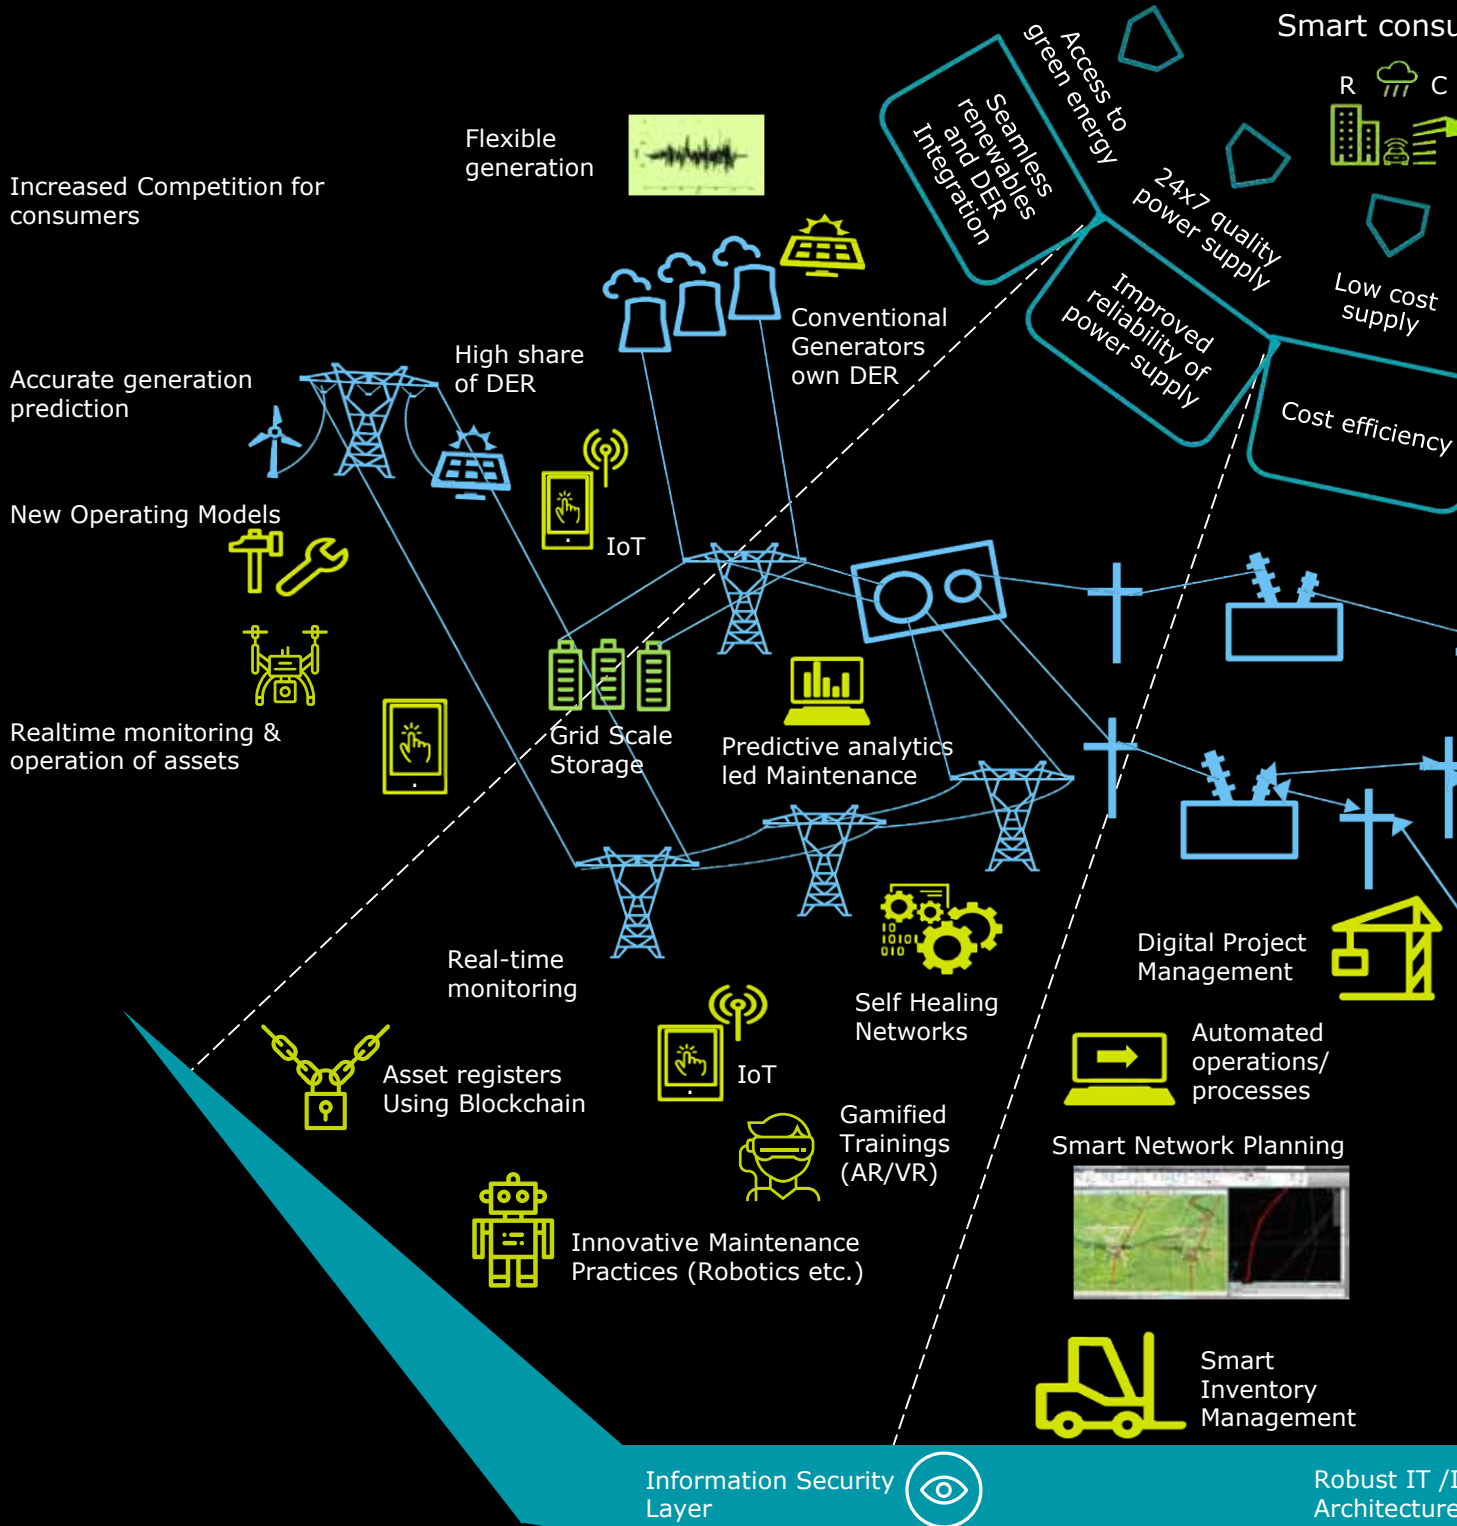 Smart consu
R
C
Access to
green energy
Seamless
renewables
and DER
Integration
24x7 quality
power supply
Improved
reliability of
power supply
Low cost
supply
Cost efficiency
Flexible
generation
Increased Competition for
consumers
Conventional
Generators
own DER
High share
of DER
Accurate generation
prediction
New Operating Models
IoT
Realtime monitoring &
operation of assets
Grid Scale
Storage
Predictive analytics
led Maintenance
Real-time
monitoring
Self Healing
Networks
Digital Project
Management
Automated
operations/
processes
Asset registers
Using Blockchain
IoT
Gamified
Trainings
(AR/VR)
Smart Network Planning
Innovative Maintenance
Practices (Robotics etc.)
Smart
Inventory
Management
Information Security
Layer
Robust IT /I
Architecture